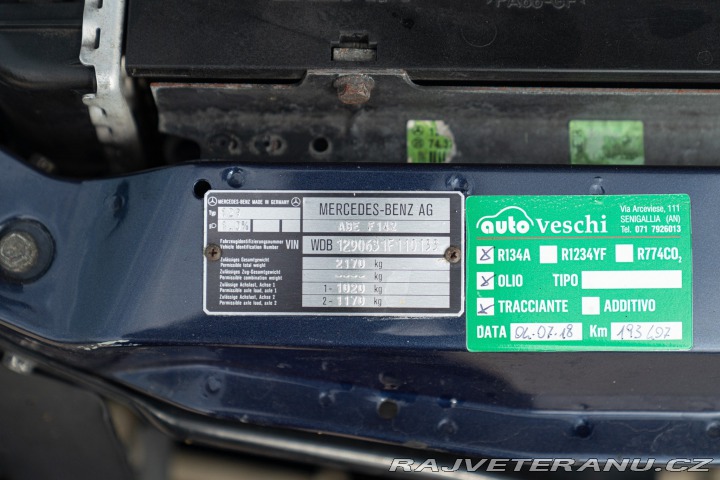 MERCEDES-BENZ MADE IN GERMANY
Typ
MERCEDES-BENZ AG
Fahrzeugidentifizierungsnummer
Vehicle Identification Number
VIN
WDB
Zulässiges Gesamtgewicht
Permissible total weight
2170 kg
Zulässiges Zug-Gesamtgewicht
Permissible combination weight
kg
Zulässige Achslast, Achse 1
Permissible axle load, axle 1
1- 1020 kg
Zulässige Achslast, Achse 2
Permissible axle load, axle 2
2- 1170 kg
auto veschi
Via Arceviese, 111
SENIGALLIA (AN)
Tel. 071 7926013
R134A R1234YF R774CO2
OLIO TIPO
TRACCIANTE ADDITIVO
DATA 04-07-18 Km
RAJVETERANU.CZ